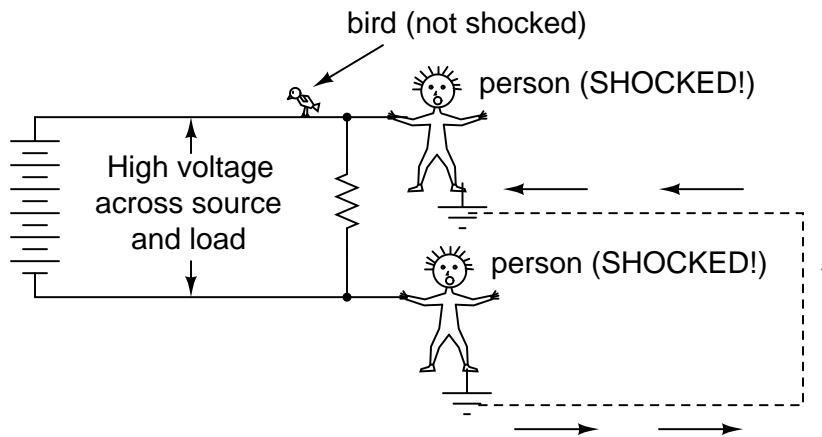 bird (not shocked)
person (SHOCKED!)
High voltage
across source
and load
person (SHOCKED!)